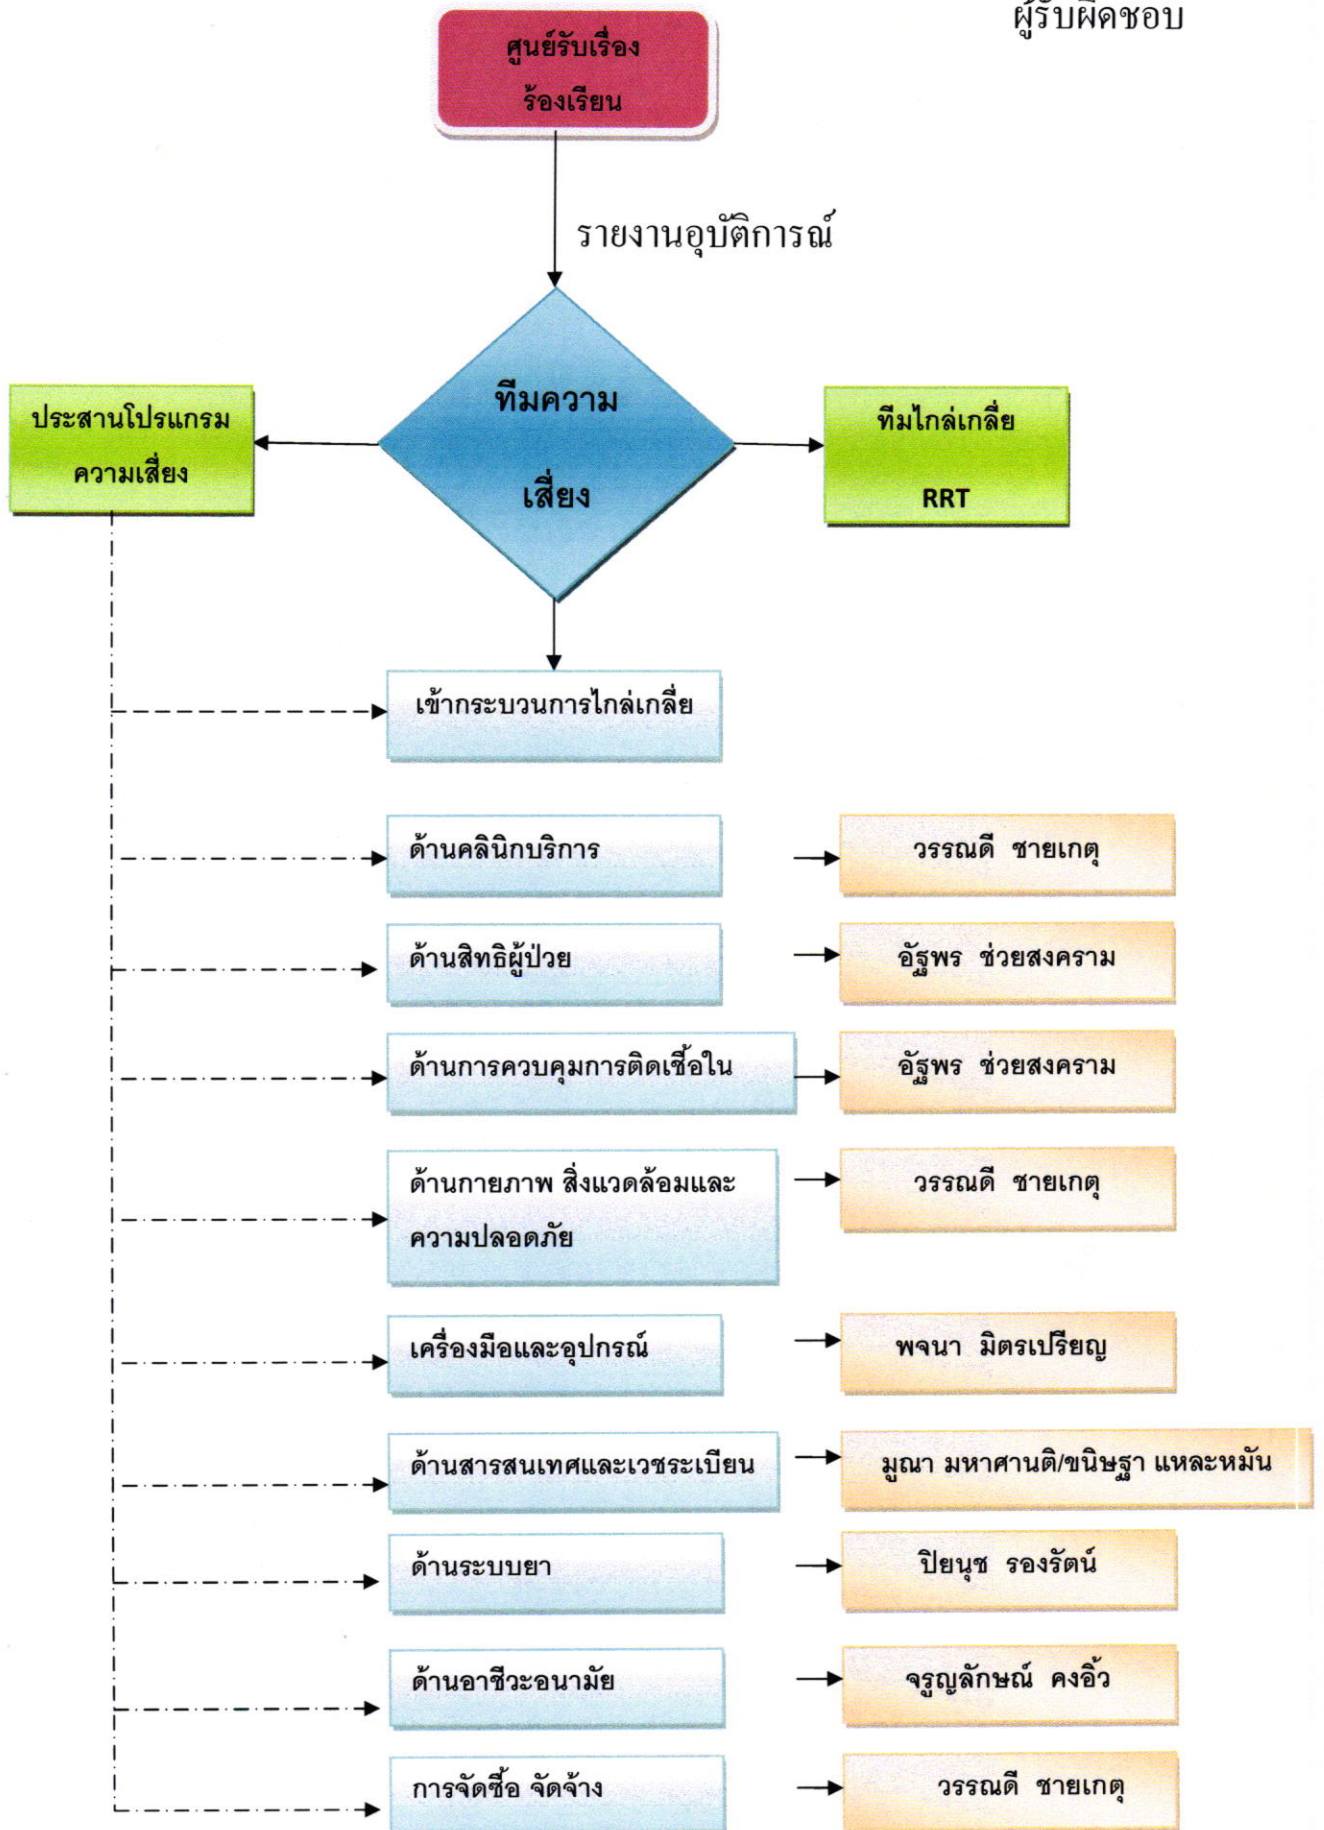 ผู้รับผิดชอบ
ศูนย์รับเรื่อง
ร้องเรียน
รายงานอุบัติการณ์
ทีมความ
เสี่ยง
ประสานโปรแกรม
ความเสี่ยง
ทีมไกล่เกลี่ย
RRT
เข้ากระบวนการไกล่เกลี่ย
ด้านคลินิกบริการ
วรรณดี ชายเกตุ
ด้านสิทธิผู้ป่วย
อัฐพร ช่วยสงคราม
ด้านการควบคุมการติดเชื้อใน
อัฐพร ช่วยสงคราม
ด้านกายภาพ สิ่งแวดล้อมและ
ความปลอดภัย
วรรณดี ชายเกตุ
เครื่องมือและอุปกรณ์
พจนา มิตรเปรียญ
ด้านสารสนเทศและเวชระเบียน
มูณา มหาศานติ/ขนิษฐา แหละหมัน
ด้านระบบยา
ปิยนุช รองรัตน์
ด้านอาชีวะอนามัย
จรูญลักษณ์ คงอิ้ว
การจัดซื้อ จัดจ้าง
วรรณดี ชายเกตุ